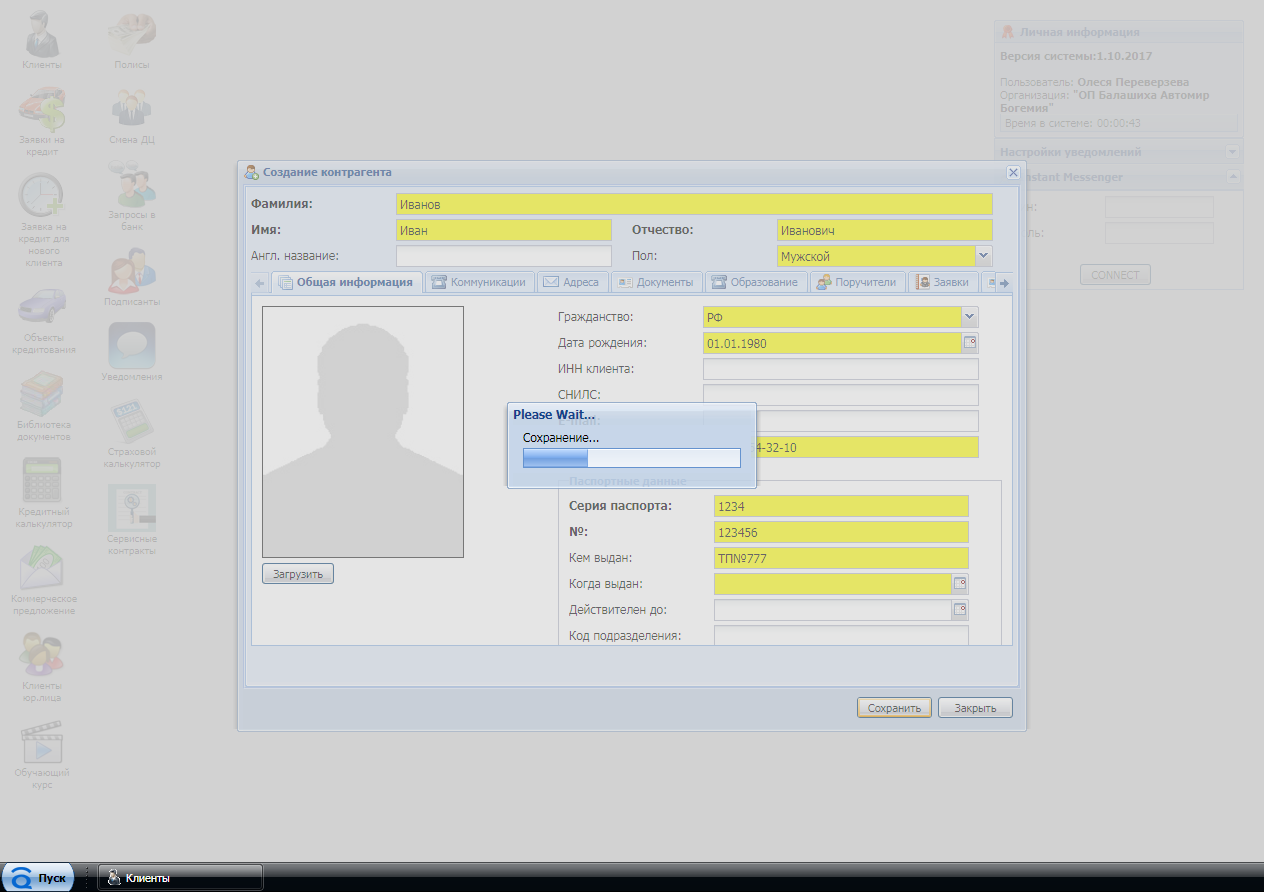 Клиенты
Полисы
Заявки на
кредит
Смена ДЦ
Заявка на
кредит для
нового
клиента
Запросы в
банк
Подписанты
Объекты
кредитования
Уведомления
Библиотека
документов
Страховой
калькулятор
Кредитный
калькулятор
Сервисные
контракты
Коммерческое
предложение
Клиенты
юр.лица
Обучающий
курс
Личная информация
Версия системы:1.10.2017
Пользователь: Олеся Переверзева
Организация: "ОП Балашиха Автомир
Богемия"
Время в системе: 00:00:43
Настройки уведомлений
nstant Messenger
н:
ль:
CONNECT
Создание контрагента
Фамилия: Иванов
Имя: Иван Отчество: Иванович
Англ. название: Пол: Мужской
Общая информация Коммуникации Адреса Документы Образование Поручители Заявки
Гражданство: РФ
Дата рождения: 01.01.1980
ИНН клиента:
СНИЛС:
E-mail:
4-32-10
Please Wait...
Сохранение...
Паспортные данные
Серия паспорта: 1234
№: 123456
Кем выдан: ТП№777
Когда выдан:
Действителен до:
Код подразделения:
Загрузить
Сохранить Закрыть
Пуск Клиенты